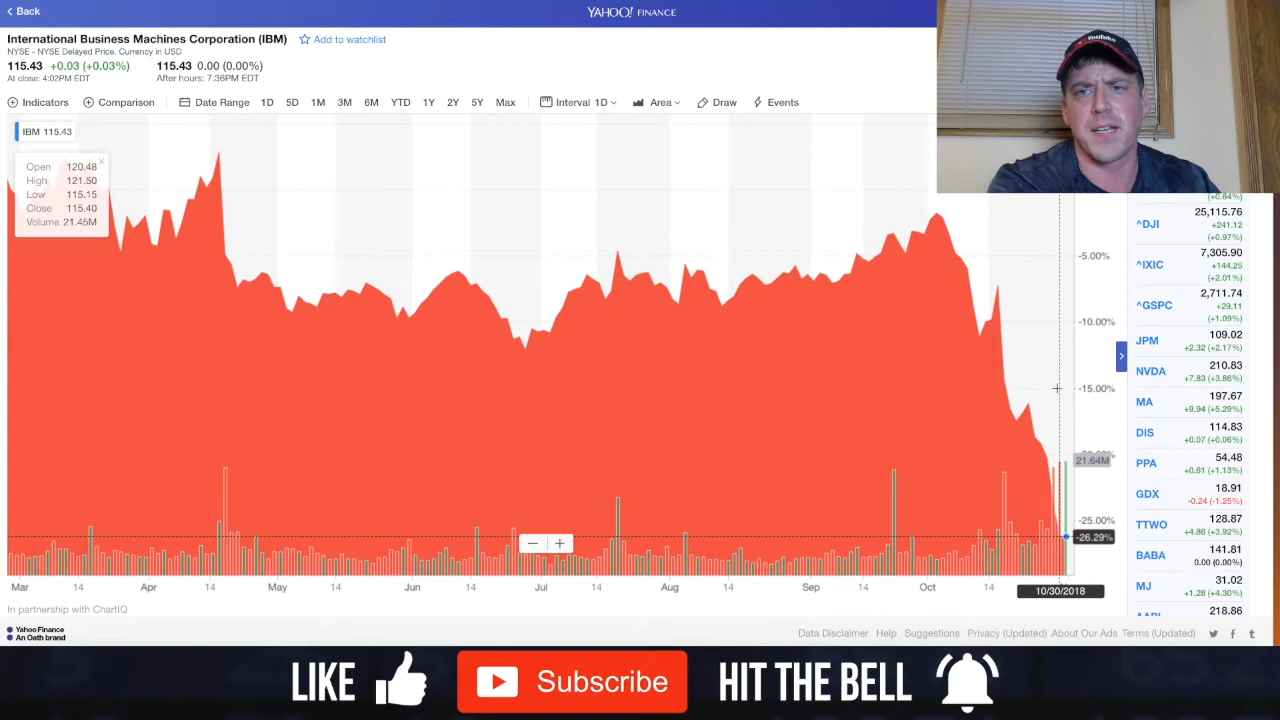 Back
YAHOO! FINANCE
International Business Machines Corporation (IBM) Add to watchlist
NYSE - NYSE Delayed Price. Currency in USD
115.43 +0.03 (+0.03%) 115.43 0.00 (0.00%)
At close: 4:02PM EDT After hours: 7:36PM EDT
Indicators Comparison Date Range 1D 5D 1M 3M 6M YTD 1Y 2Y 5Y Max Interval 1D Area Draw Events
YouTube
IBM 115.43
Open 120.48
High 121.50
Low 115.15
Close 115.40
Volume 21.45M
-5.00%
-10.00%
-15.00%
21.64M
-25.00%
-26.29%
(+0.64%)
^DJI 25,115.76
+241.12
(+0.97%)
^IXIC 7,305.90
+144.25
(+2.01%)
^GSPC 2,711.74
+29.11
(+1.09%)
JPM 109.02
+2.32 (+2.17%)
NVDA 210.83
+7.83 (+3.86%)
MA 197.67
+9.94 (+5.29%)
DIS 114.83
+0.07 (+0.06%)
PPA 54.48
+0.61 (+1.13%)
GDX 18.91
-0.24 (-1.25%)
TTWO 128.87
+4.86 (+3.92%)
BABA 141.81
0.00 (0.00%)
MJ 31.02
+1.28 (+4.30%)
218.86
Mar 14 Apr 14 May 14 Jun 14 Jul 14 Aug 14 Sep 14 Oct 14
10/30/2018
In partnership with ChartIQ
Yahoo Finance
An Oath brand
Data Disclaimer Help Suggestions Privacy (Updated) About Our Ads Terms (Updated)
LIKE Subscribe HIT THE BELL